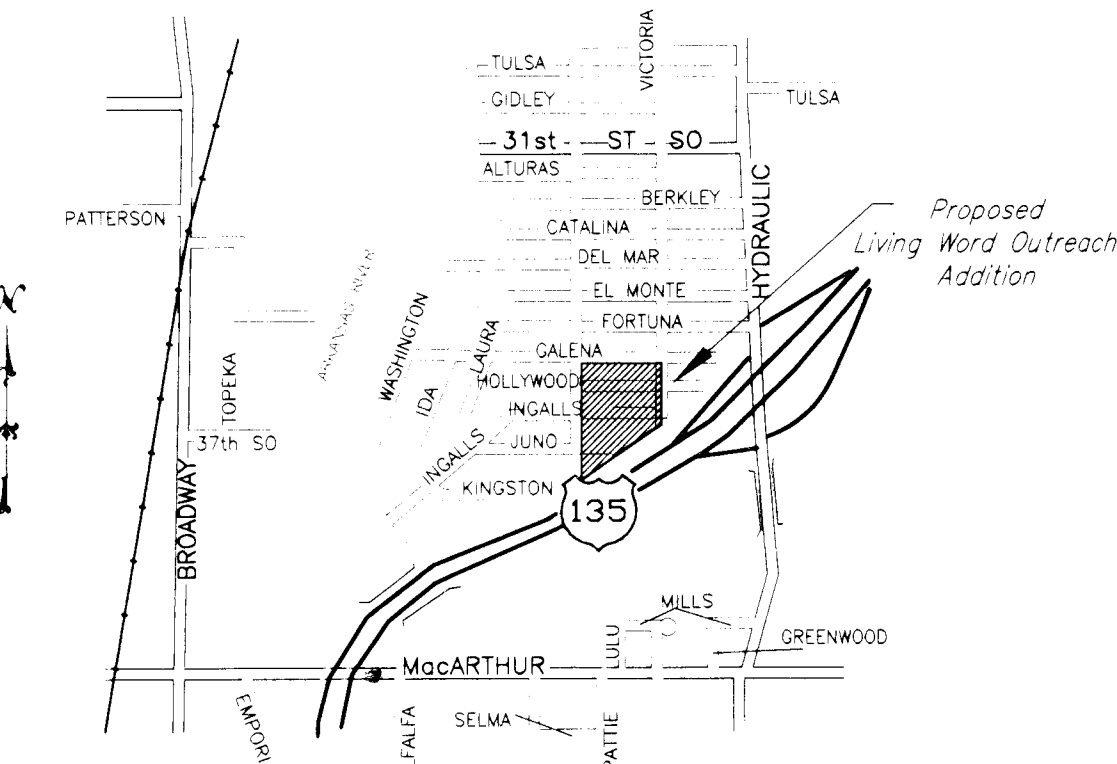 VICTORIA
TULSA
GIDLEY
TULSA
31st ST SO
ALTURAS
HYDRAULIC
BERKLEY
PATTERSON
Proposed
Living Word Outreach
Addition
CATALINA
DEL MAR
ARKANSAS RIVER
EL MONTE
WASHINGTON
FORTUNA
LAURA
GALENA
TOPEKA
HOLLYWOOD
IDA
INGALLS
37th SO
JUNO
INGALLS
KINGSTON
135
BROADWAY
MILLS
LULU
GREENWOOD
MacARTHUR
EMPORI
FALFA
SELMA
PATTIE
N